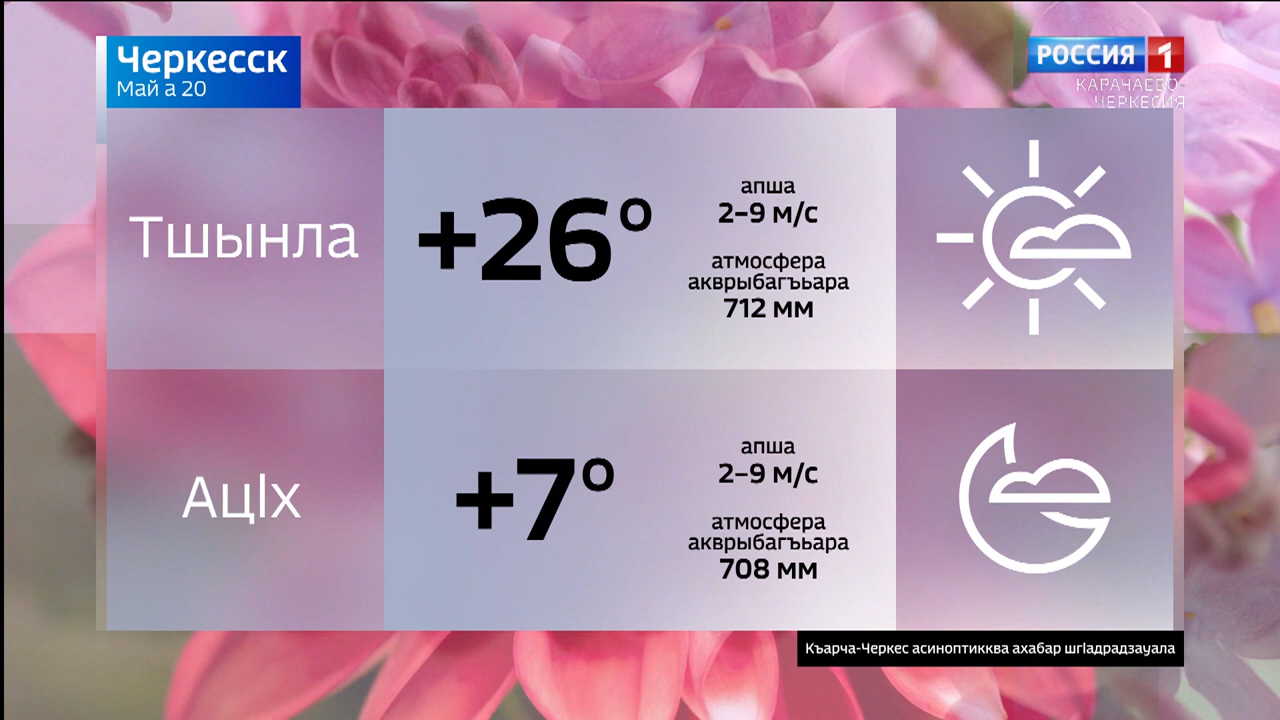 Черкесск
Май а 20
РОССИЯ 1
КАРАЧАЕВО-
ЧЕРКЕСИЯ
Тшынла
+26°
апша
2–9 м/с
атмосфера
акврыбагъьара
712 мм
АцӀх
+7°
апша
2–9 м/с
атмосфера
акврыбагъьара
708 мм
Къарча-Черкес асиноптикква ахабар шгӀадрадзауала